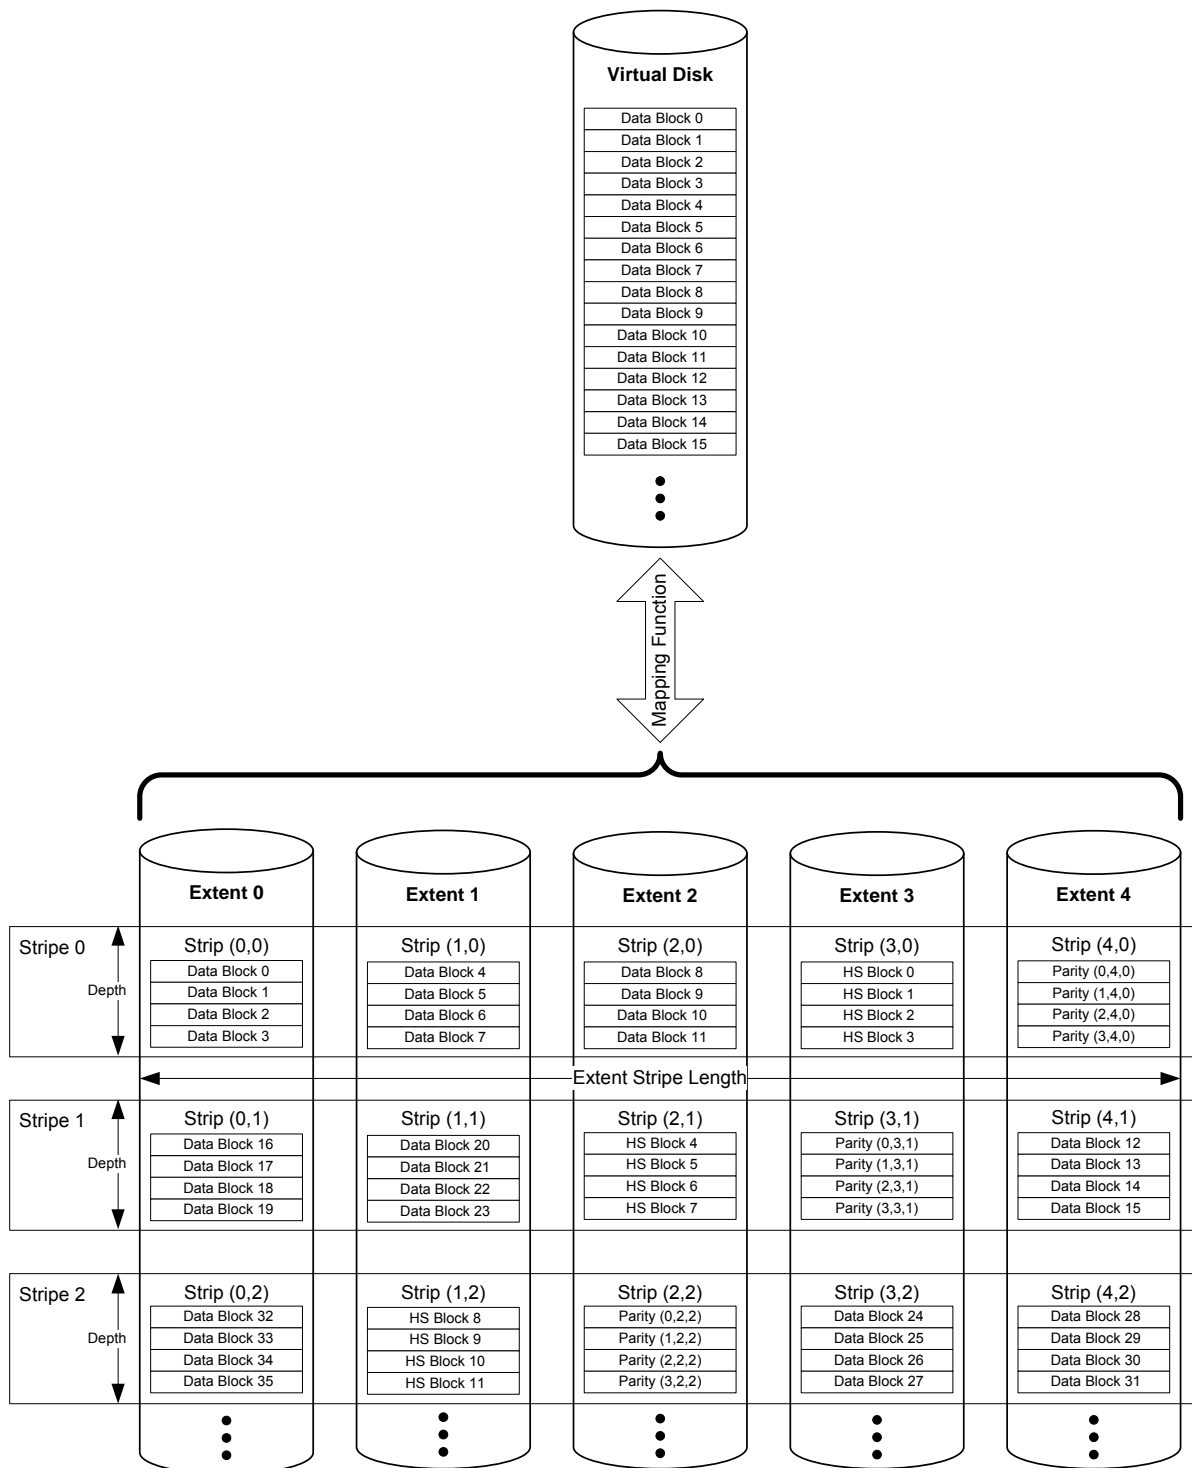 Virtual Disk
Data Block 0
Data Block 1
Data Block 2
Data Block 3
Data Block 4
Data Block 5
Data Block 6
Data Block 7
Data Block 8
Data Block 9
Data Block 10
Data Block 11
Data Block 12
Data Block 13
Data Block 14
Data Block 15
Mapping Function
Extent 0
Extent 1
Extent 2
Extent 3
Extent 4
Stripe 0
Depth
Strip (0,0)
Data Block 0
Data Block 1
Data Block 2
Data Block 3
Strip (1,0)
Data Block 4
Data Block 5
Data Block 6
Data Block 7
Strip (2,0)
Data Block 8
Data Block 9
Data Block 10
Data Block 11
Strip (3,0)
HS Block 0
HS Block 1
HS Block 2
HS Block 3
Strip (4,0)
Parity (0,4,0)
Parity (1,4,0)
Parity (2,4,0)
Parity (3,4,0)
Extent Stripe Length
Stripe 1
Depth
Strip (0,1)
Data Block 16
Data Block 17
Data Block 18
Data Block 19
Strip (1,1)
Data Block 20
Data Block 21
Data Block 22
Data Block 23
Strip (2,1)
HS Block 4
HS Block 5
HS Block 6
HS Block 7
Strip (3,1)
Parity (0,3,1)
Parity (1,3,1)
Parity (2,3,1)
Parity (3,3,1)
Strip (4,1)
Data Block 12
Data Block 13
Data Block 14
Data Block 15
Stripe 2
Depth
Strip (0,2)
Data Block 32
Data Block 33
Data Block 34
Data Block 35
Strip (1,2)
HS Block 8
HS Block 9
HS Block 10
HS Block 11
Strip (2,2)
Parity (0,2,2)
Parity (1,2,2)
Parity (2,2,2)
Parity (3,2,2)
Strip (3,2)
Data Block 24
Data Block 25
Data Block 26
Data Block 27
Strip (4,2)
Data Block 28
Data Block 29
Data Block 30
Data Block 31